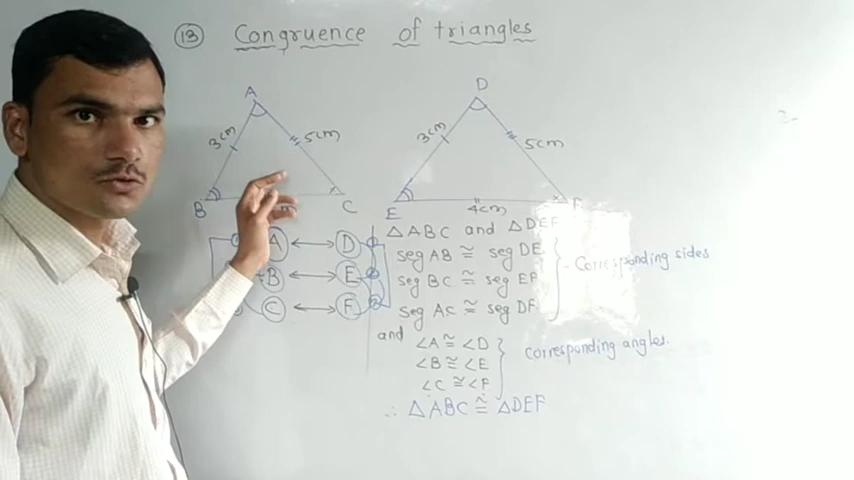 13 Congruence of triangles
A D
3cm 5cm 3cm 5cm
B C E F
4cm
△ABC and △DEF
A ↔ D seg AB ≅ seg DE
B ↔ E seg BC ≅ seg EF - Corresponding sides
C ↔ F seg AC ≅ seg DF
and ∠A ≅ ∠D
∠B ≅ ∠E corresponding angles.
∠C ≅ ∠F
∴ △ABC ≅ △DEF